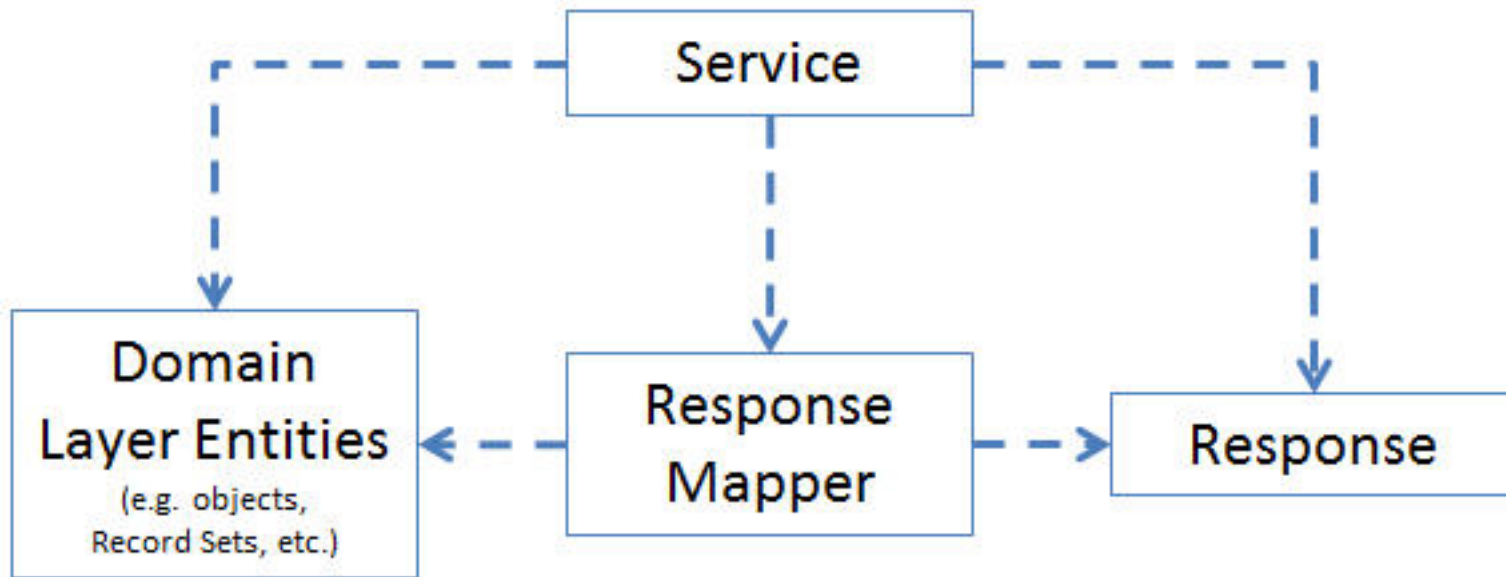 Service
Domain
Layer Entities
(e.g. objects,
Record Sets, etc.)
Response
Mapper
Response